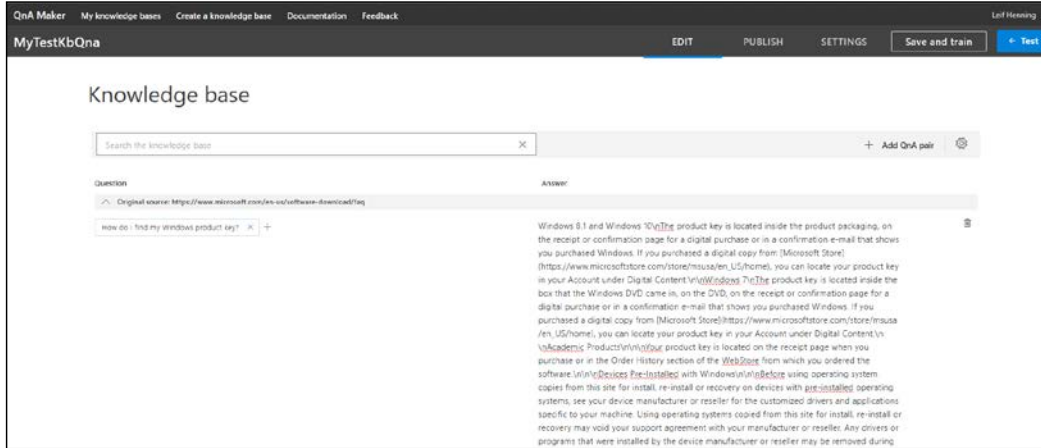 QnA Maker My knowledge bases Create a knowledge base Documentation Feedback Leif Henning
MyTestKbQna EDIT PUBLISH SETTINGS Save and train ← Test
Knowledge base
Search the knowledge base × + Add QnA pair
Question Answer
Original source: https://www.microsoft.com/en-us/software-download/faq
How do I find my Windows product key? × +
Windows 8.1 and Windows 10\nThe product key is located inside the product packaging, on
the receipt or confirmation page for a digital purchase or in a confirmation e-mail that shows
you purchased Windows. If you purchased a digital copy from [Microsoft Store]
(https://www.microsoftstore.com/store/msusa/en_US/home), you can locate your product key
in your Account under Digital Content.\n\nWindows 7\nThe product key is located inside the
box that the Windows DVD came in, on the DVD, on the receipt or confirmation page for a
digital purchase or in a confirmation e-mail that shows you purchased Windows. If you
purchased a digital copy from [Microsoft Store](https://www.microsoftstore.com/store/msusa
/en_US/home), you can locate your product key in your Account under Digital Content.\n
\nAcademic Products\n\n\nYour product key is located on the receipt page when you
purchase or in the Order History section of the WebStore from which you ordered the
software.\n\n\nDevices Pre-Installed with Windows\n\n\nBefore using operating system
copies from this site for install, re-install or recovery on devices with pre-installed operating
systems, see your device manufacturer or reseller for the customized drivers and applications
specific to your machine. Using operating systems copied from this site for install, re-install or
recovery may void your support agreement with your manufacturer or reseller. Any drivers or
programs that were installed by the device manufacturer or reseller may be removed during